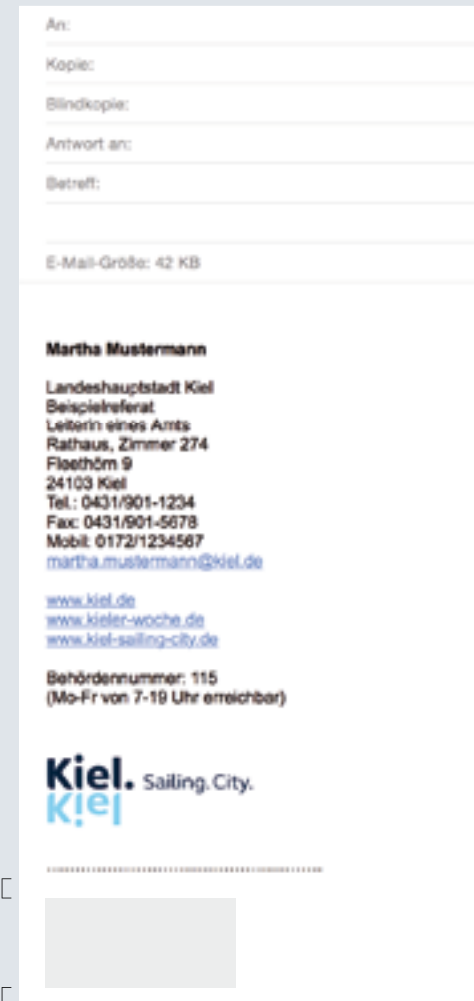 An:
Kopie:
Blindkopie:
Antwort an:
Betreff:
E-Mail-Größe: 42 KB
Martha Mustermann
Landeshauptstadt Kiel
Beispielreferat
Leiterin eines Amts
Rathaus, Zimmer 274
Fleethörn 9
24103 Kiel
Tel.: 0431/901-1234
Fax: 0431/901-5678
Mobil: 0172/1234567
martha.mustermann@kiel.de
www.kiel.de
www.kieler-woche.de
www.kiel-sailing-city.de
Behördennummer: 115
(Mo-Fr von 7-19 Uhr erreichbar)
Kiel. Sailing. City.
Kiel